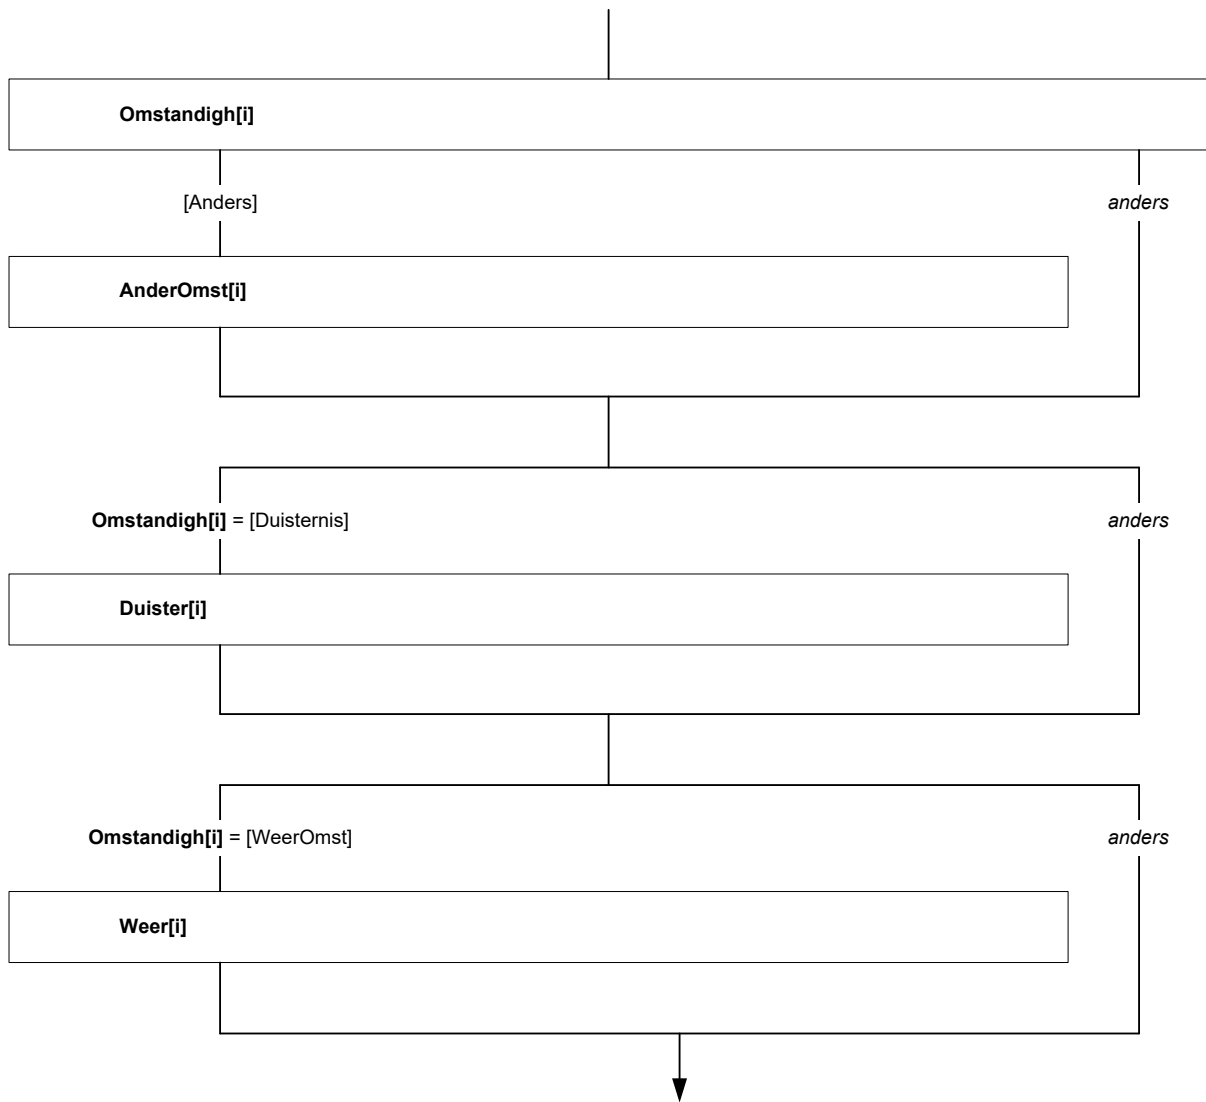 Omstandigh[i]
[Anders]
anders
AnderOmst[i]
Omstandigh[i] = [Duisternis]
anders
Duister[i]
Omstandigh[i] = [WeerOmst]
anders
Weer[i]